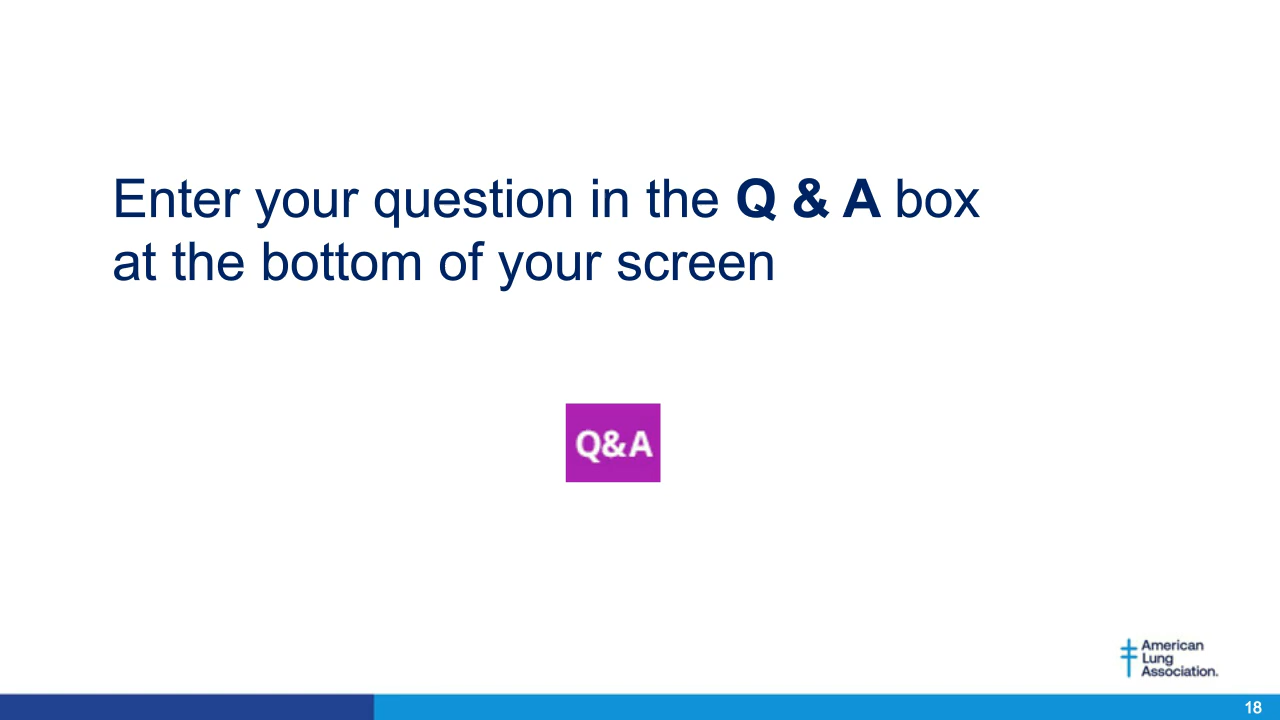 Enter your question in the Q & A box
at the bottom of your screen
Q&A
American
Lung
Association.
18